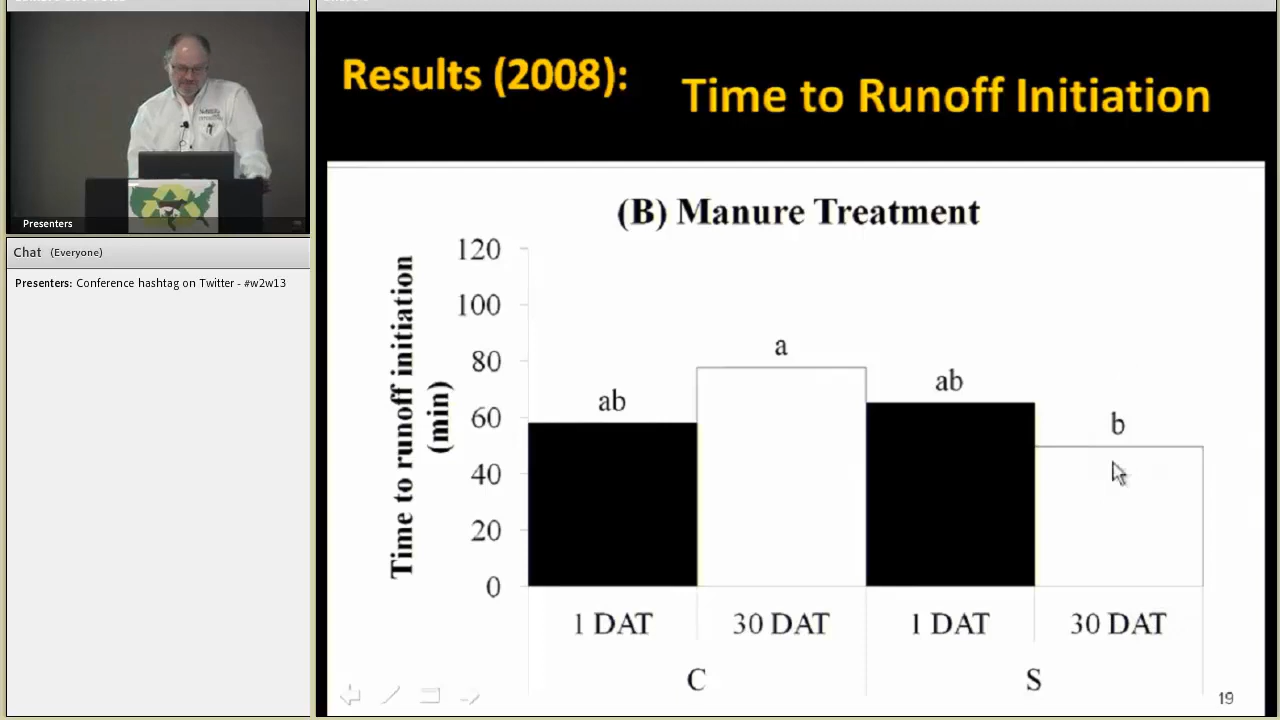 Presenters
Chat (Everyone)
Presenters: Conference hashtag on Twitter - #w2w13
Results (2008):
Time to Runoff Initiation
(B) Manure Treatment
Time to runoff initiation
(min)
120
100
80
60
40
20
0
ab
a
ab
b
1 DAT
30 DAT
1 DAT
30 DAT
C
S
19